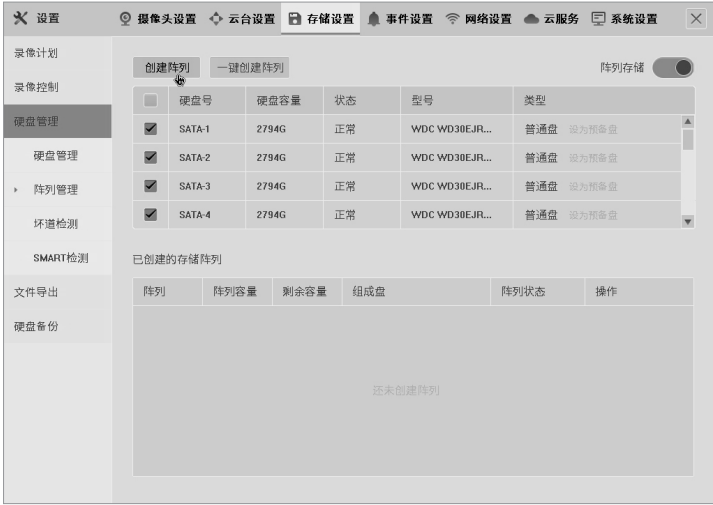 设置 摄像头设置 云台设置 存储设置 事件设置 网络设置 云服务 系统设置
录像计划
录像控制
硬盘管理
硬盘管理
阵列管理
坏道检测
SMART检测
文件导出
硬盘备份
创建阵列 一键创建阵列 阵列存储
硬盘号 硬盘容量 状态 型号 类型
SATA-1 2794G 正常 WDC WD30EJR... 普通盘 设为预备盘
SATA-2 2794G 正常 WDC WD30EJR... 普通盘 设为预备盘
SATA-3 2794G 正常 WDC WD30EJR... 普通盘 设为预备盘
SATA-4 2794G 正常 WDC WD30EJR... 普通盘 设为预备盘
已创建的存储阵列
阵列 阵列容量 剩余容量 组成盘 阵列状态 操作
还未创建阵列